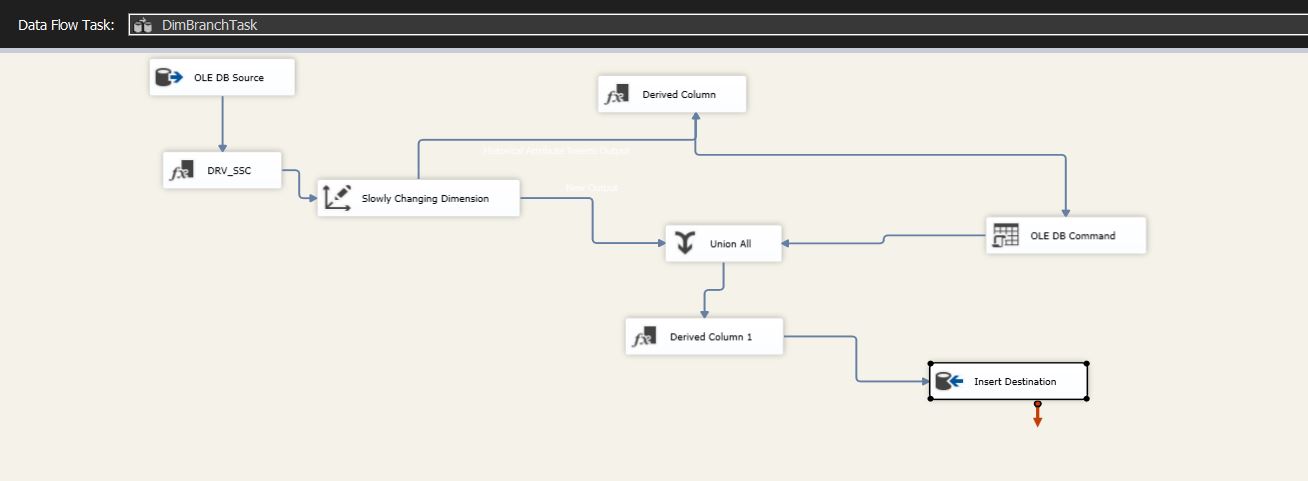 Data Flow Task: DimBranchTask
OLE DB Source
Derived Column
Historical Attribute Inserts Output
DRV_SSC
New Output
Slowly Changing Dimension
Union All
OLE DB Command
Derived Column 1
Insert Destination